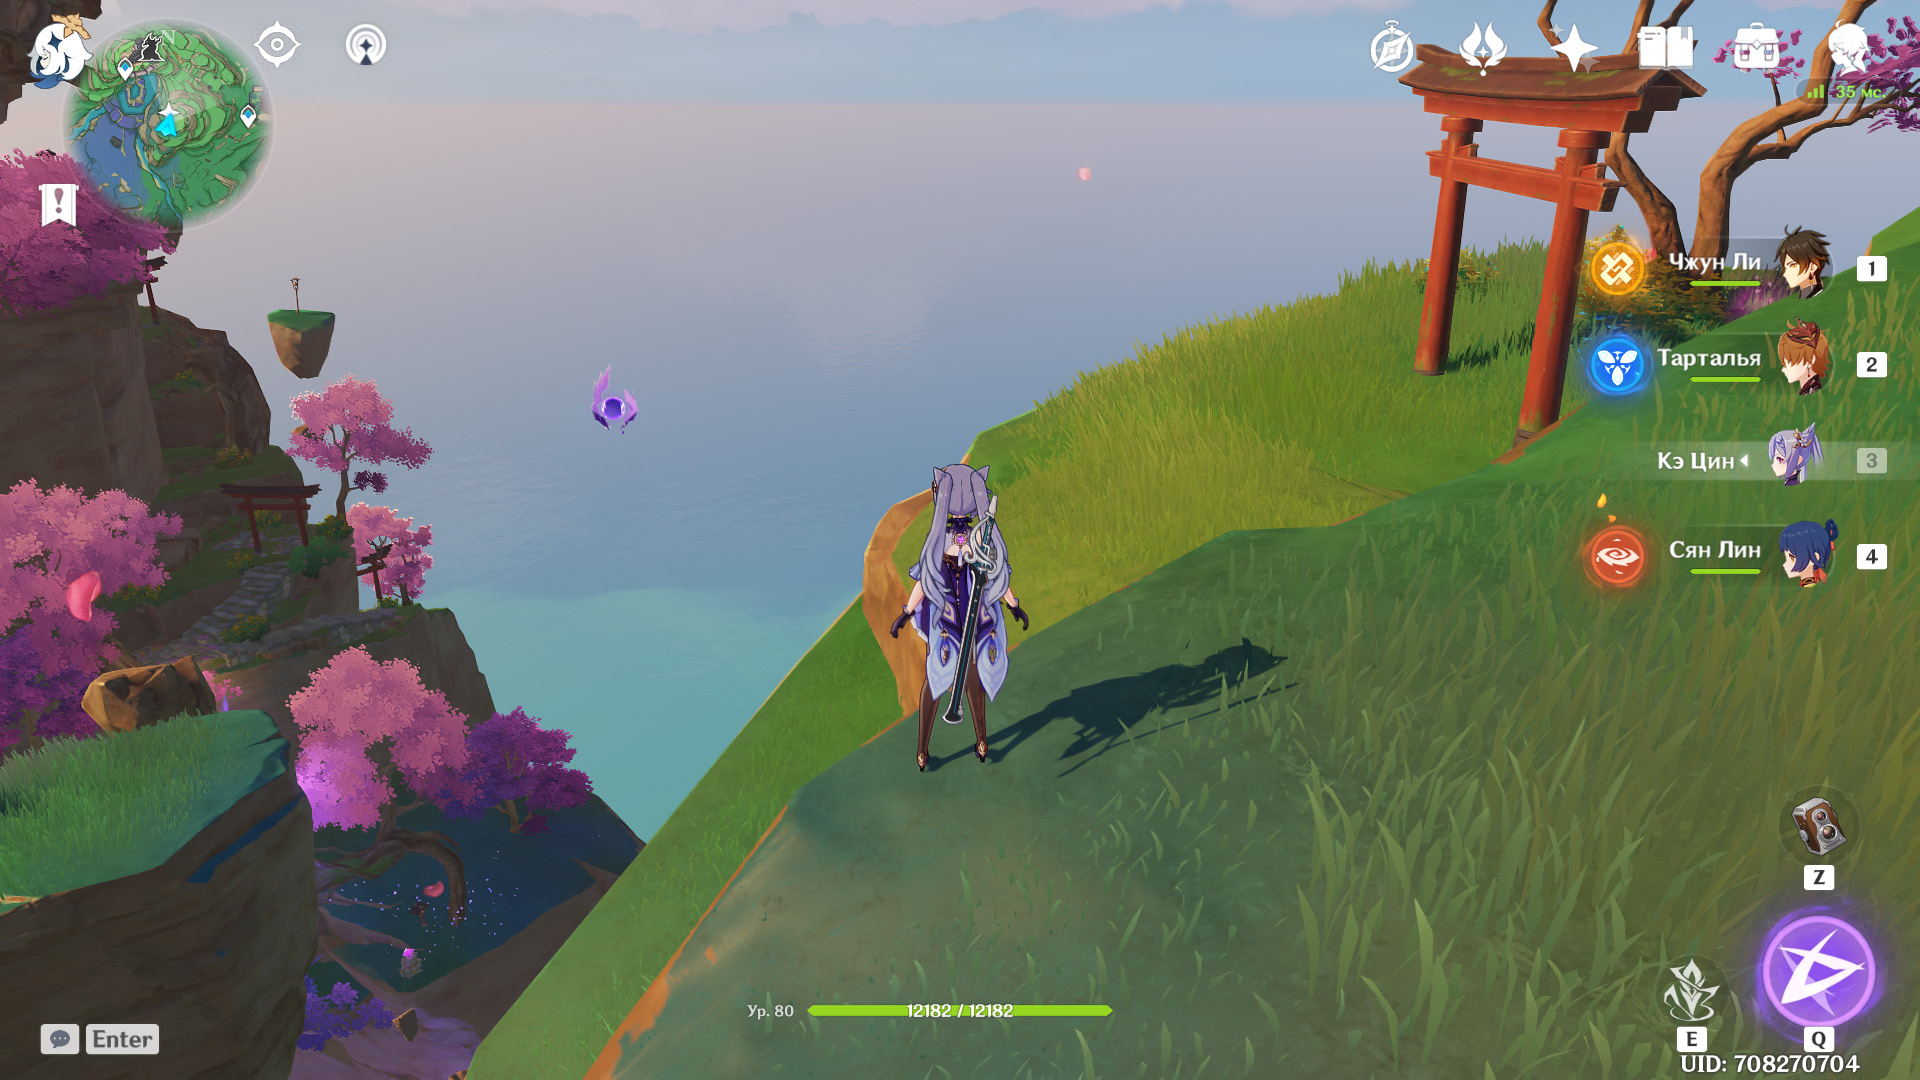 N
35 мс.
Чжун Ли
1
Тарталья
2
Кэ Цин
3
Сян Лин
4
Z
Ур. 80
12182 / 12182
Enter
E
Q
UID: 708270704